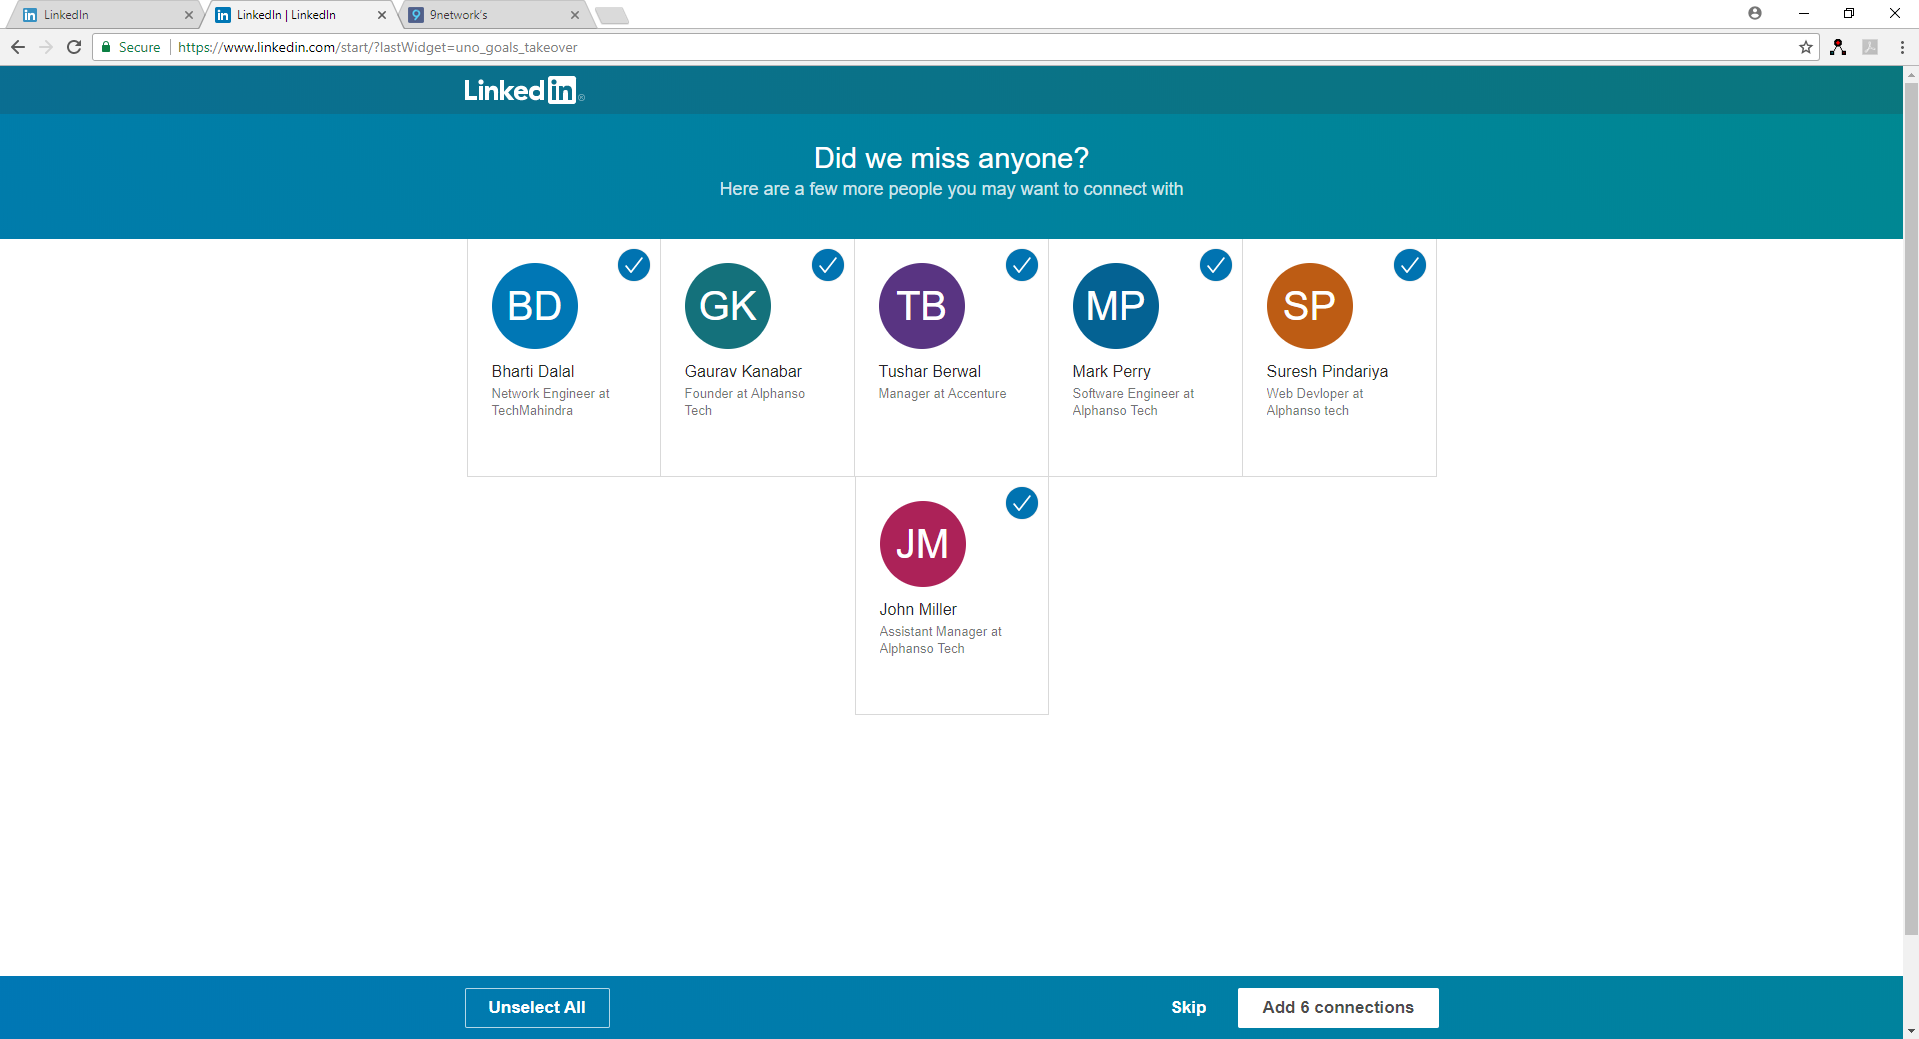 LinkedIn
LinkedIn | LinkedIn
9 9network's
Secure https://www.linkedin.com/start/?lastWidget=uno_goals_takeover
Linked in ®
Did we miss anyone?
Here are a few more people you may want to connect with
BD
GK
TB
MP
SP
Bharti Dalal
Network Engineer at
TechMahindra
Gaurav Kanabar
Founder at Alphanso
Tech
Tushar Berwal
Manager at Accenture
Mark Perry
Software Engineer at
Alphanso Tech
Suresh Pindariya
Web Devloper at
Alphanso tech
JM
John Miller
Assistant Manager at
Alphanso Tech
Unselect All
Skip
Add 6 connections